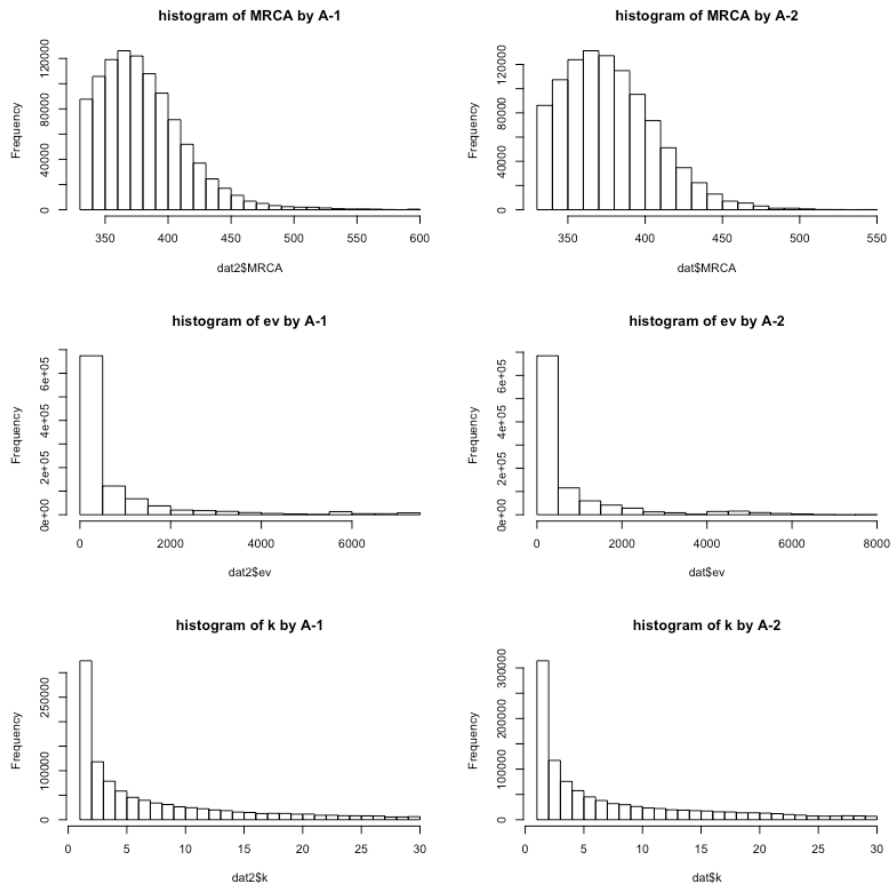 histogram of MRCA by A-1
Frequency
0 40000 80000 120000
350 400 450 500 550 600
dat2$MRCA
histogram of MRCA by A-2
Frequency
0 40000 80000 120000
350 400 450 500 550
dat$MRCA
histogram of ev by A-1
Frequency
0e+00 2e+05 4e+05 6e+05
0 2000 4000 6000
dat2$ev
histogram of ev by A-2
Frequency
0e+00 2e+05 4e+05 6e+05
0 2000 4000 6000 8000
dat$ev
histogram of k by A-1
Frequency
0 100000 250000
0 5 10 15 20 25 30
dat2$k
histogram of k by A-2
Frequency
0 100000 200000 300000
0 5 10 15 20 25 30
dat$k